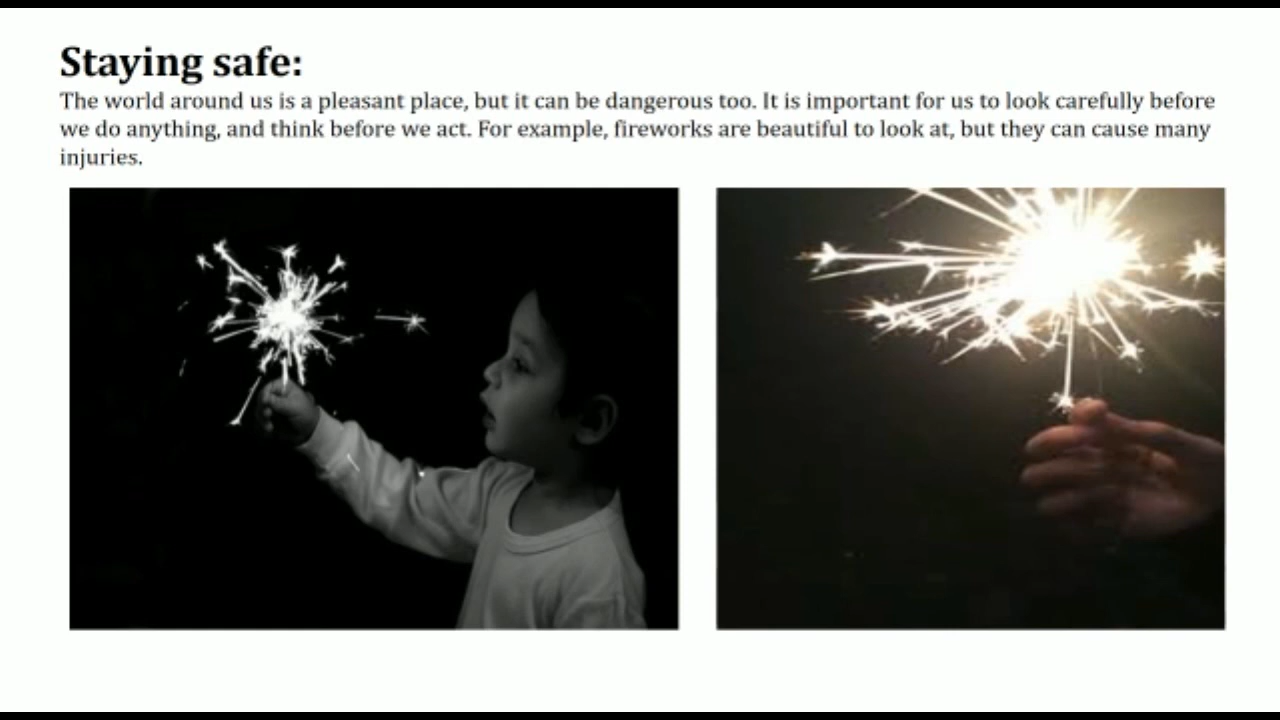 Staying safe:
The world around us is a pleasant place, but it can be dangerous too. It is important for us to look carefully before
we do anything, and think before we act. For example, fireworks are beautiful to look at, but they can cause many
injuries.